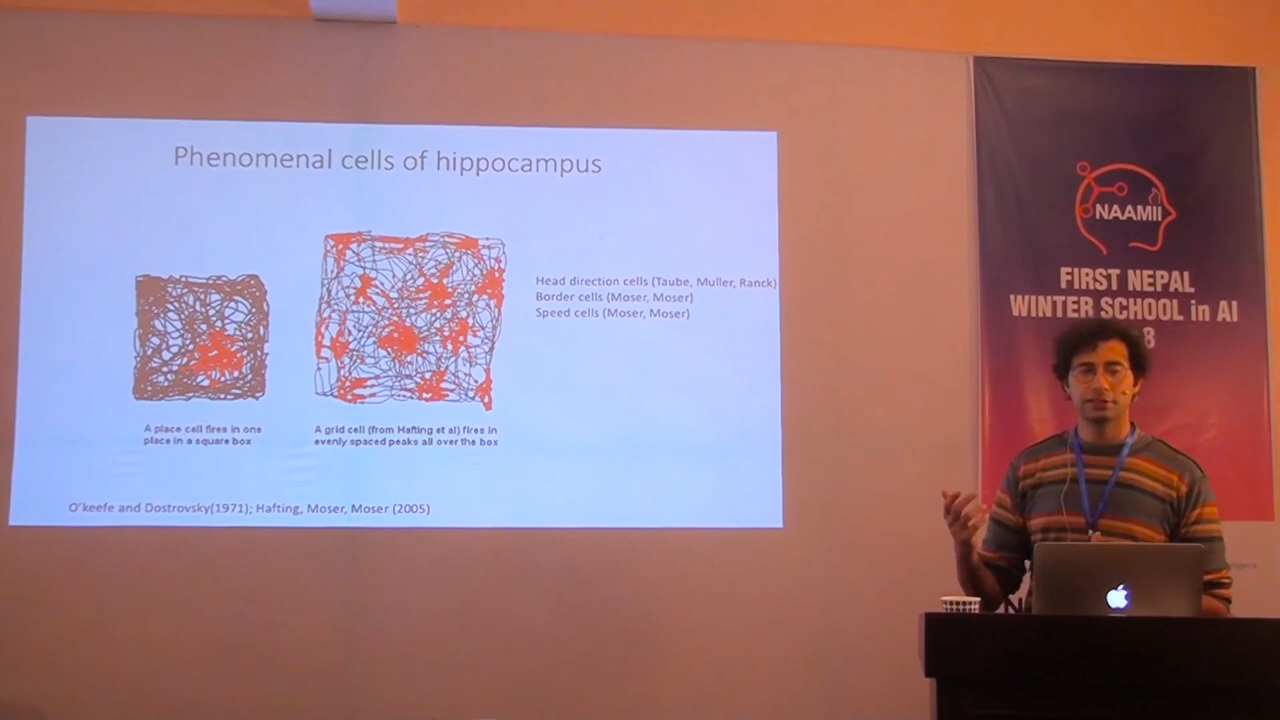 Phenomenal cells of hippocampus
Head direction cells (Taube, Muller, Ranck)
Border cells (Moser, Moser)
Speed cells (Moser, Moser)
A place cell fires in one
place in a square box
A grid cell (from Hafting et al) fires in
evenly spaced peaks all over the box
O'keefe and Dostrovsky(1971); Hafting, Moser, Moser (2005)
NAAMII
FIRST NEPAL
WINTER SCHOOL in AI
8